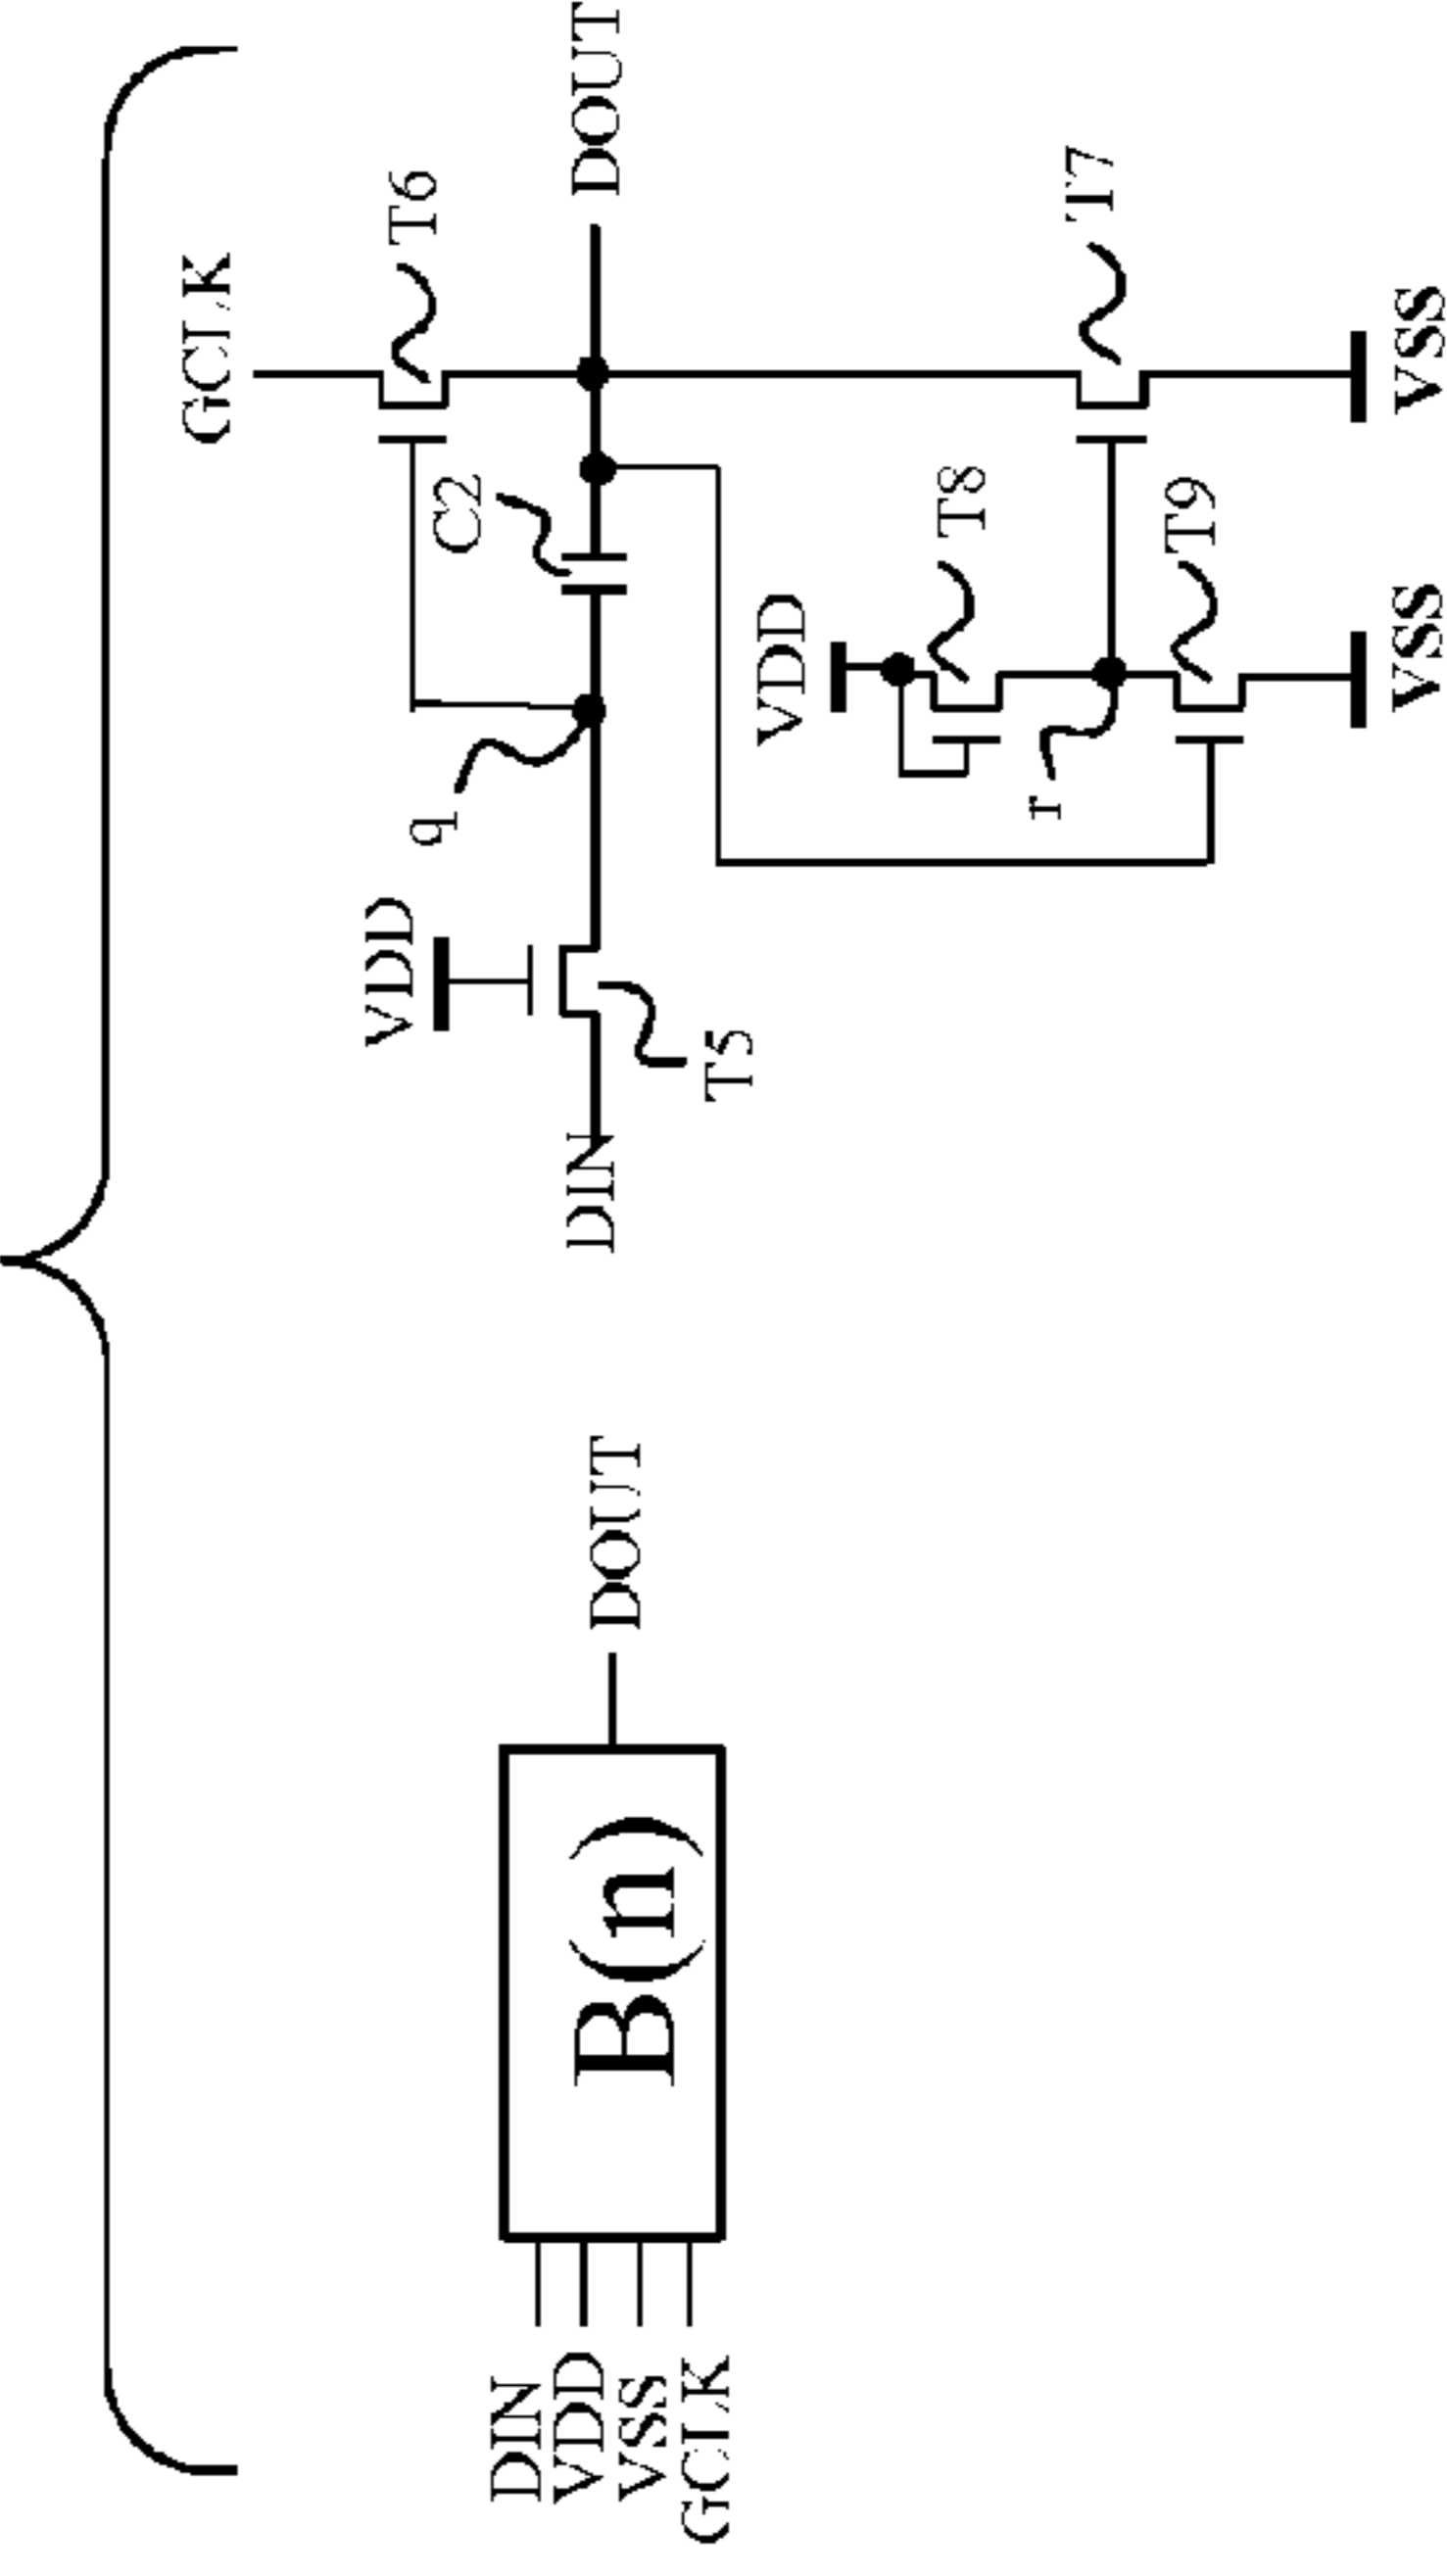 DIN
VDD
VSS
GCLK
B(n)
DOUT
GCLK
T6
C2
DOUT
q
VDD
DIN
T5
VDD
T8
T7
r
T9
VSS
VSS